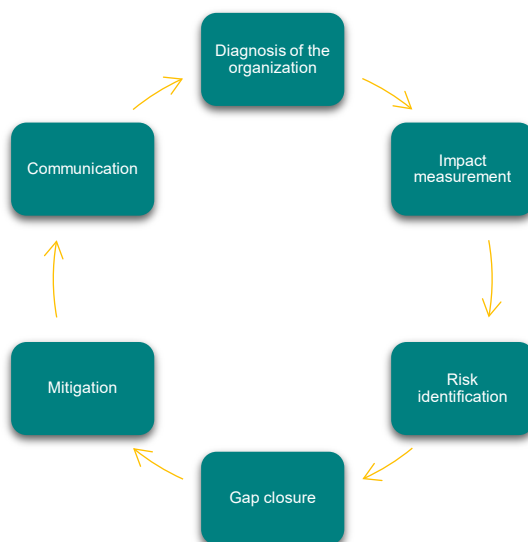 Diagnosis of the
organization
Impact
measurement
Risk
identification
Gap closure
Mitigation
Communication